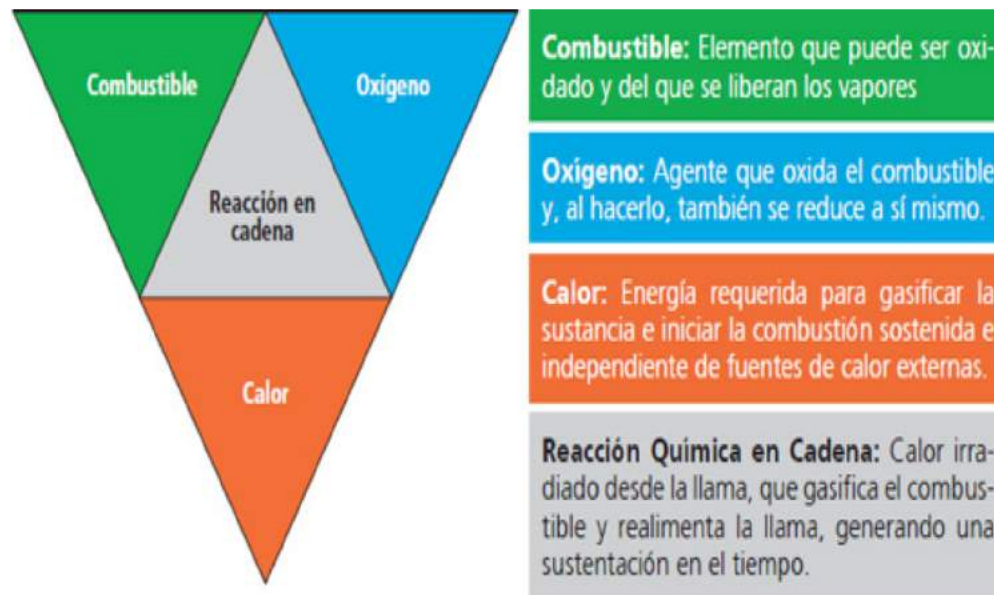 Combustible
Oxígeno
Reacción en
cadena
Calor
Combustible: Elemento que puede ser oxi-
dado y del que se liberan los vapores
Oxígeno: Agente que oxida el combustible
y, al hacerlo, también se reduce a sí mismo.
Calor: Energía requerida para gasificar la
sustancia e iniciar la combustión sostenida e
independiente de fuentes de calor externas.
Reacción Química en Cadena: Calor irra-
diado desde la llama, que gasifica el combus-
tible y realimenta la llama, generando una
sustentación en el tiempo.